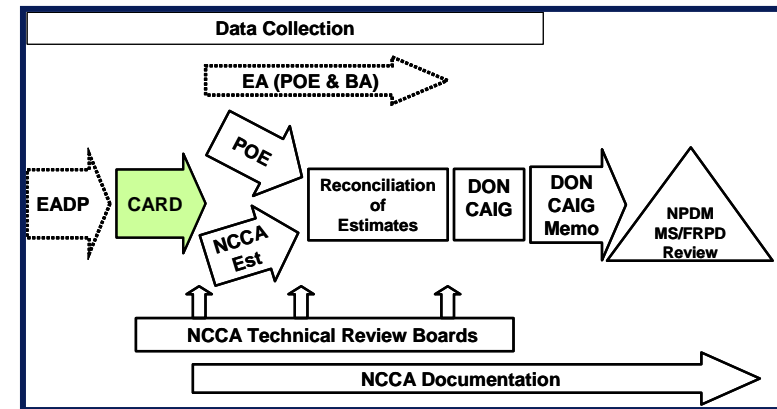 Data Collection
EA (POE & BA)
POE
EADP
CARD
NCCA
Est
Reconciliation
of
Estimates
DON
CAIG
DON
CAIG
Memo
NPDM
MS/FRPD
Review
NCCA Technical Review Boards
NCCA Documentation